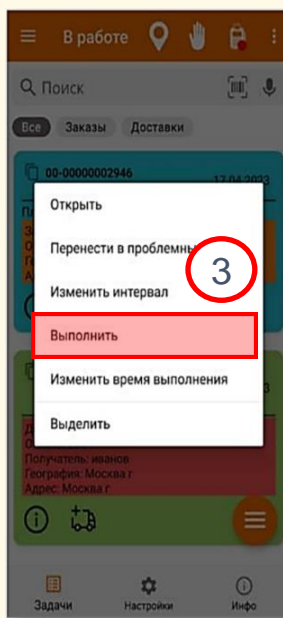 В работе
Поиск
Все Заказы Доставки
00-00000002946 17.04.2023
Открыть
Перенести в проблемны
3
Изменить интервал
Выполнить
Изменить время выполнения
Выделить
Получатель: иванов
География: Москва г
Адрес: Москва г
Задачи Настройки Инфо